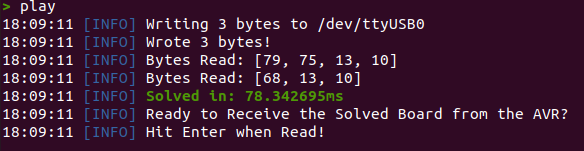 > play
18:09:11 [INFO] Writing 3 bytes to /dev/ttyUSB0
18:09:11 [INFO] Wrote 3 bytes!
18:09:11 [INFO] Bytes Read: [79, 75, 13, 10]
18:09:11 [INFO] Bytes Read: [68, 13, 10]
18:09:11 [INFO] Solved in: 78.342695ms
18:09:11 [INFO] Ready to Receive the Solved Board from the AVR?
18:09:11 [INFO] Hit Enter when Read!